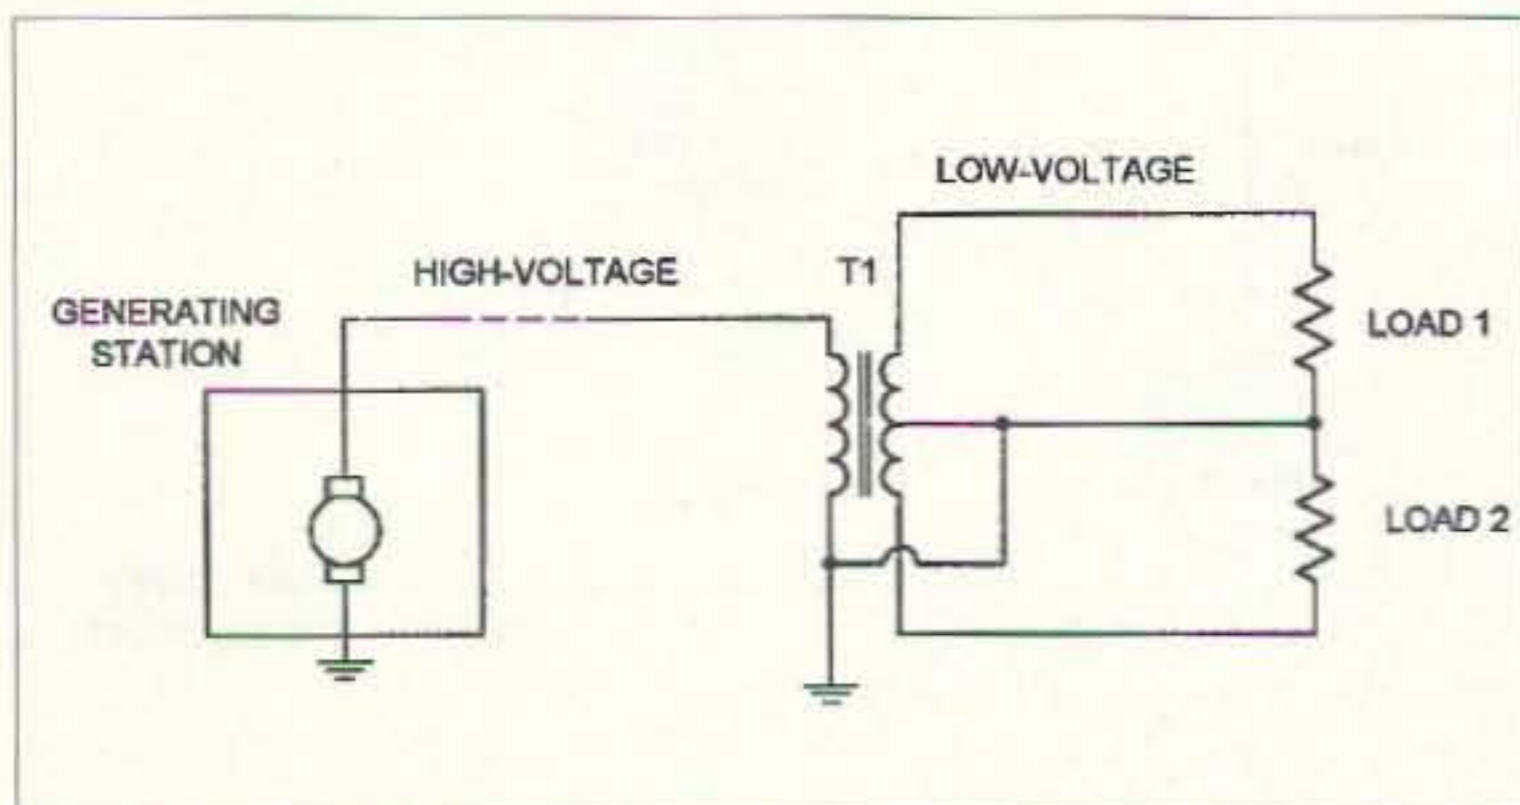 LOW-VOLTAGE
HIGH-VOLTAGE
T1
GENERATING
STATION
LOAD 1
LOAD 2